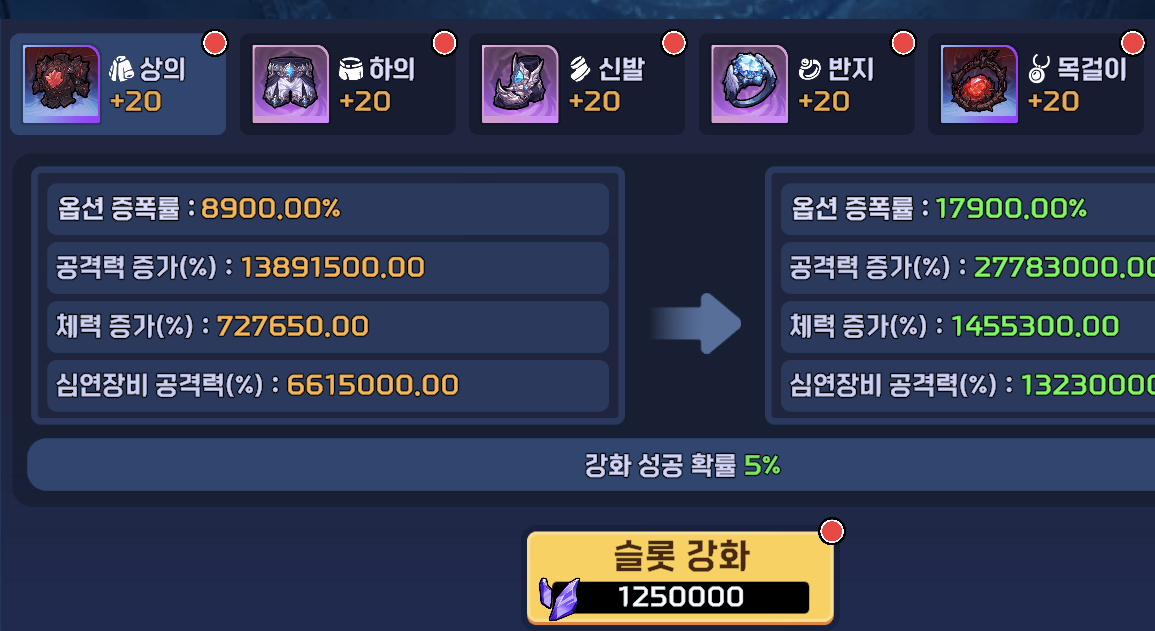 상의 하의 신발 반지 목걸이
+20 +20 +20 +20 +20
옵션 증폭률 : 8900.00% 옵션 증폭률 : 17900.00%
공격력 증가(%) : 13891500.00 공격력 증가(%) : 27783000.00
체력 증가(%) : 727650.00 체력 증가(%) : 1455300.00
심연장비 공격력(%) : 6615000.00 심연장비 공격력(%) : 13230000
강화 성공 확률 5%
슬롯 강화
1250000